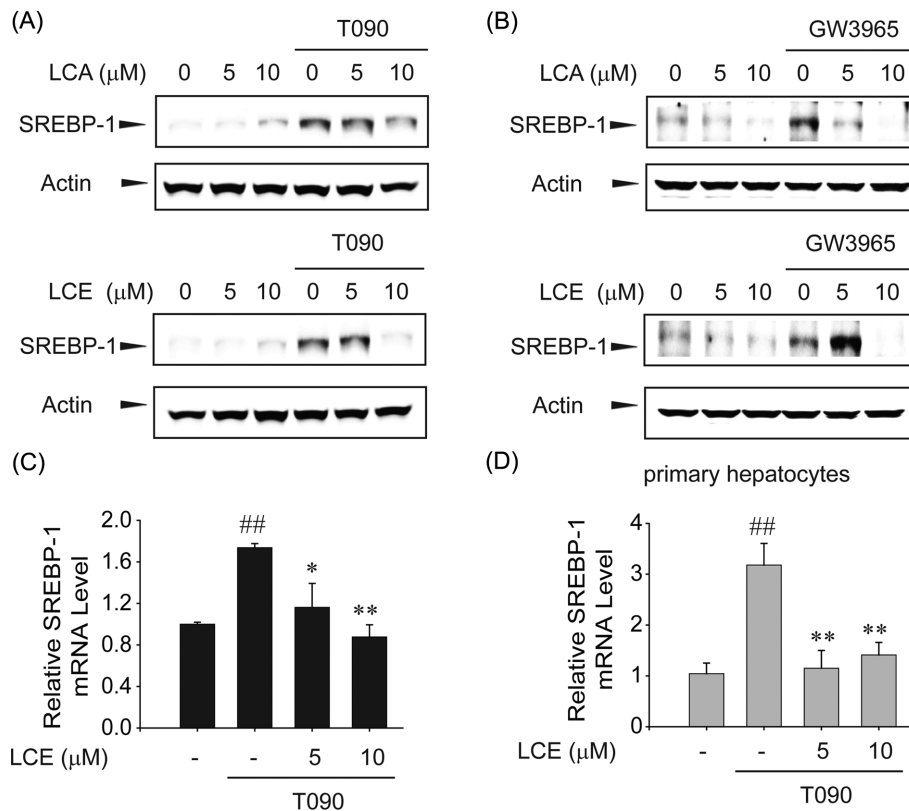 (A)
T090
LCA (μM) 0 5 10 0 5 10
SREBP-1
Actin
T090
LCE (μM) 0 5 10 0 5 10
SREBP-1
Actin
(B)
GW3965
LCA (μM) 0 5 10 0 5 10
SREBP-1
Actin
GW3965
LCE (μM) 0 5 10 0 5 10
SREBP-1
Actin
(C)
Relative SREBP-1
mRNA Level
2.0
1.6
1.2
0.8
0.4
0.0
##
*
**
LCE (μM) - - 5 10
T090
(D)
primary hepatocytes
Relative SREBP-1
mRNA Level
4
3
2
1
0
##
**
**
LCE (μM) - - 5 10
T090